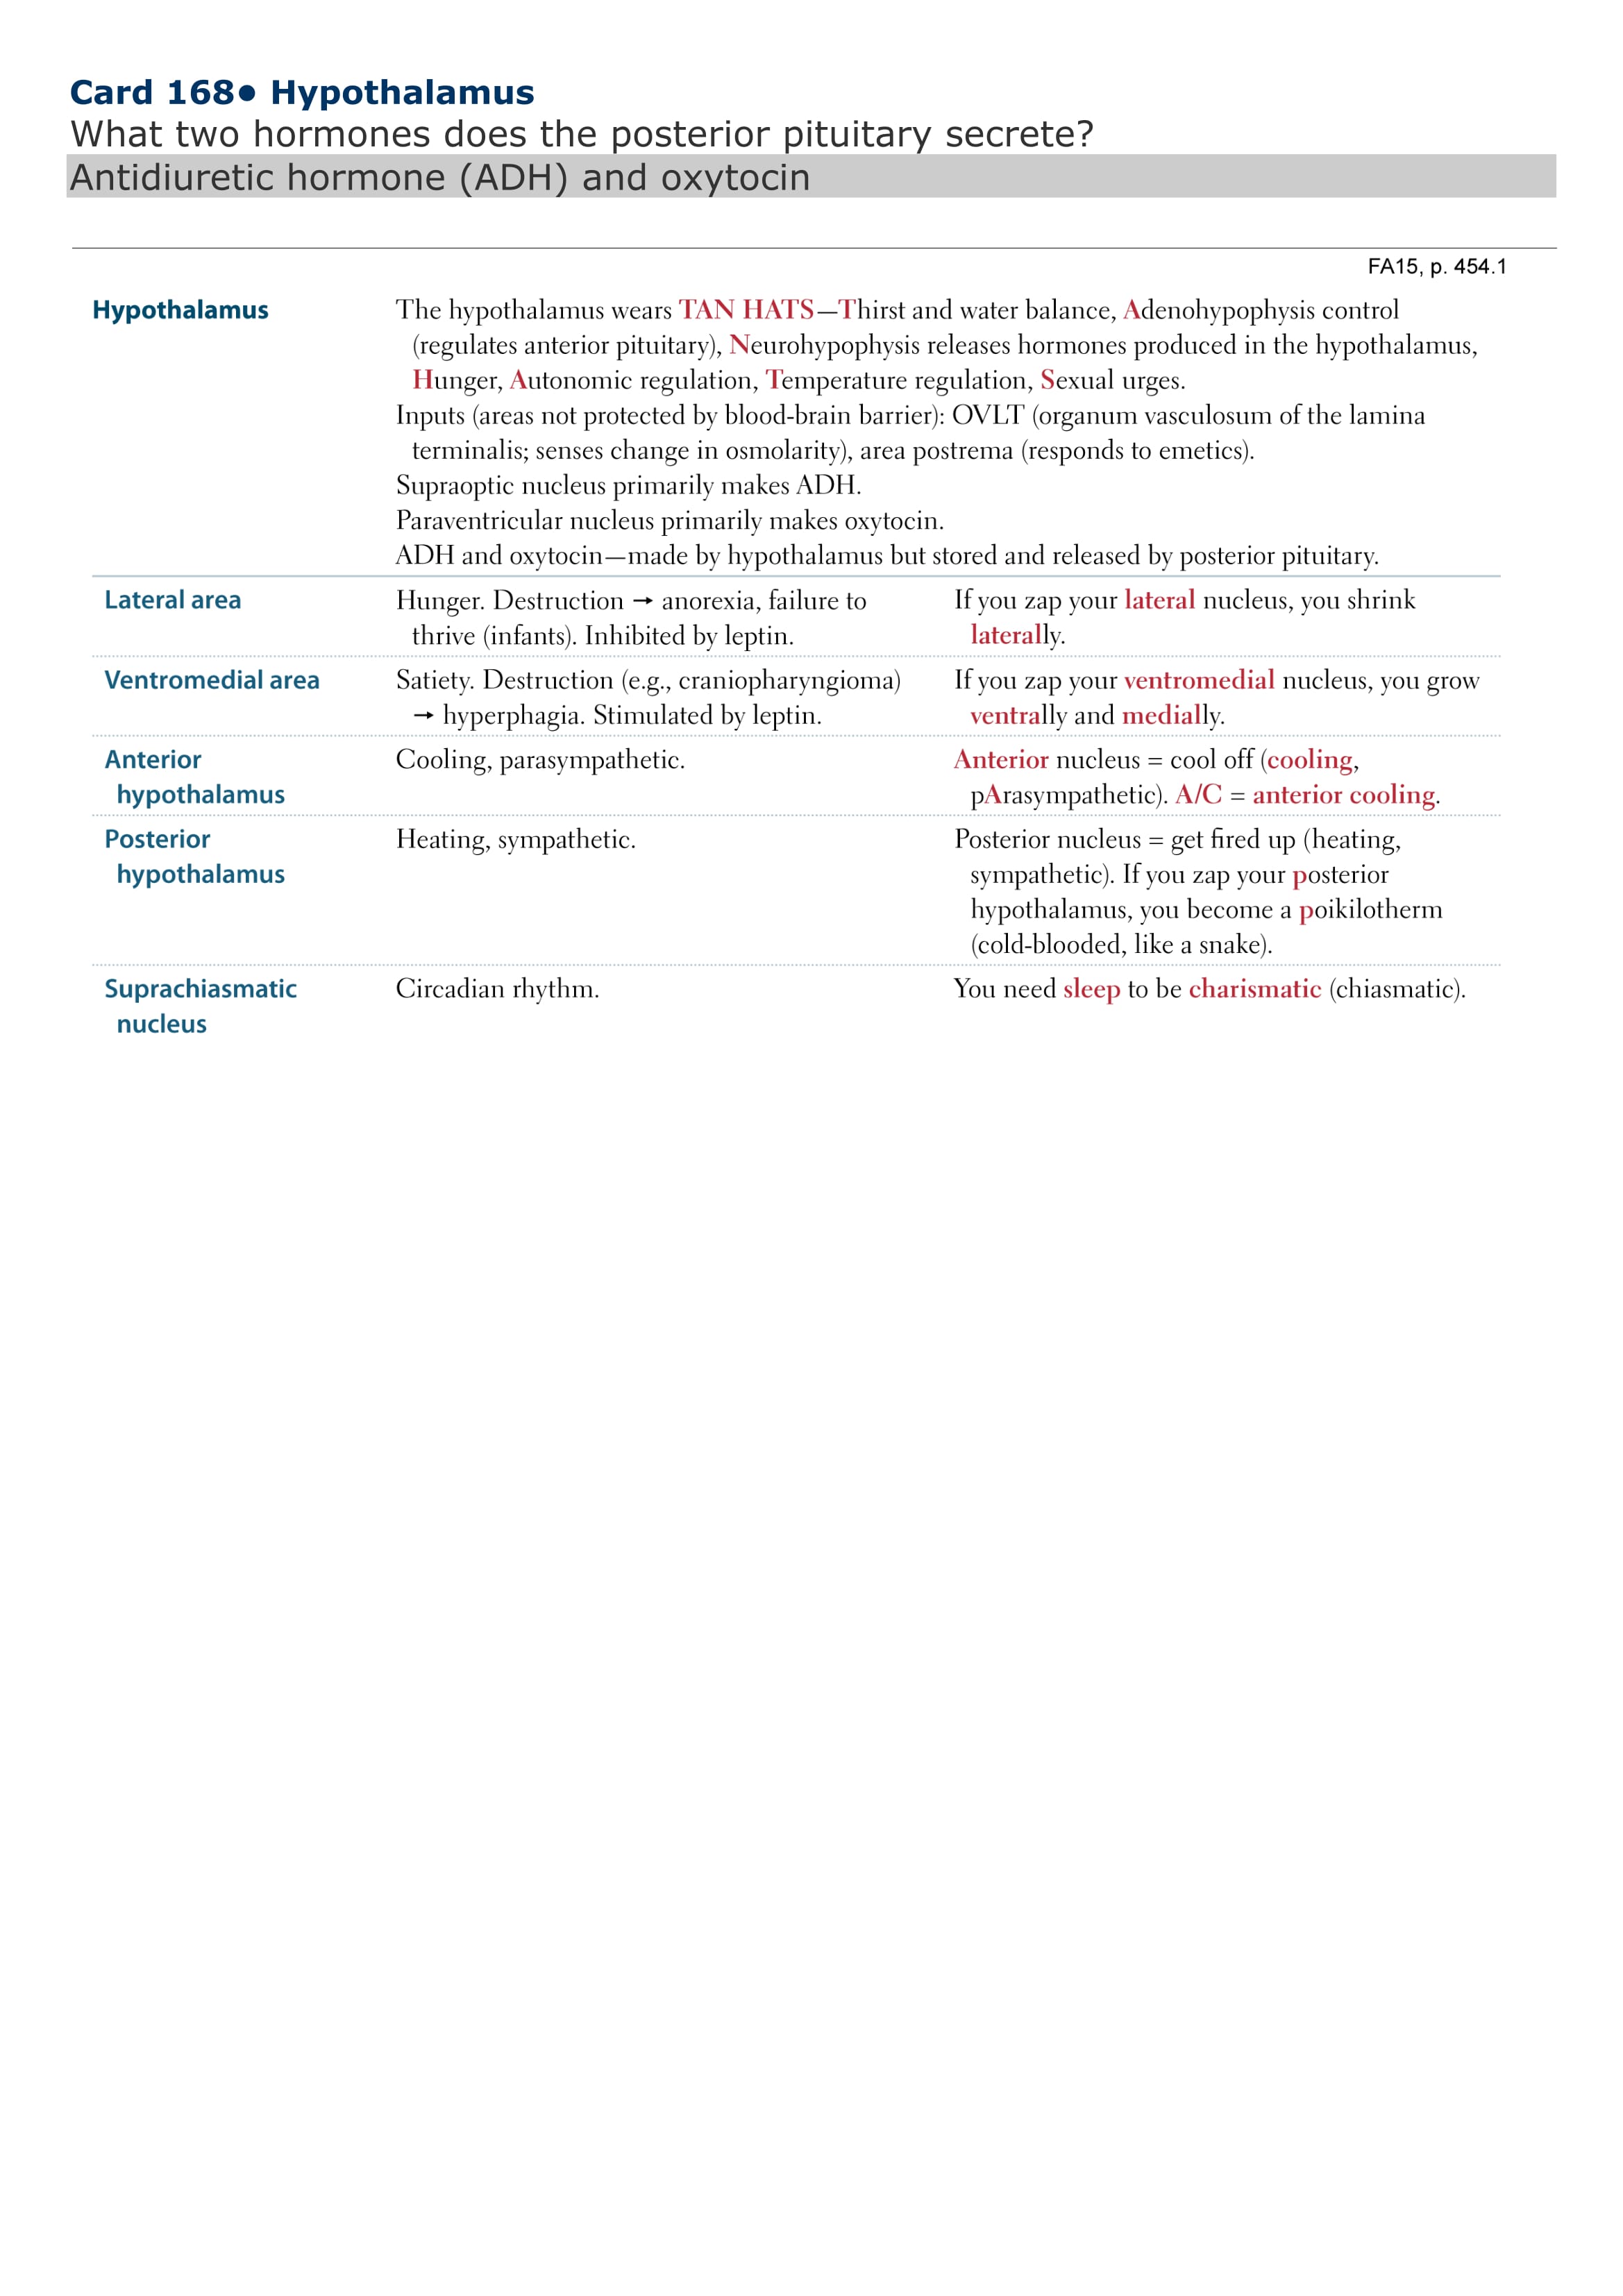 Card 168• Hypothalamus
What two hormones does the posterior pituitary secrete?
Antidiuretic hormone (ADH) and oxytocin
FA15, p. 454.1
Hypothalamus
The hypothalamus wears TAN HATS—Thirst and water balance, Adenohypophysis control
(regulates anterior pituitary), Neurohypophysis releases hormones produced in the hypothalamus,
Hunger, Autonomic regulation, Temperature regulation, Sexual urges.
Inputs (areas not protected by blood-brain barrier): OVLT (organum vasculosum of the lamina
terminalis; senses change in osmolarity), area postrema (responds to emetics).
Supraoptic nucleus primarily makes ADH.
Paraventricular nucleus primarily makes oxytocin.
ADH and oxytocin—made by hypothalamus but stored and released by posterior pituitary.
Lateral area
Hunger. Destruction → anorexia, failure to
thrive (infants). Inhibited by leptin.
If you zap your lateral nucleus, you shrink
laterally.
Ventromedial area
Satiety. Destruction (e.g., craniopharyngioma)
→ hyperphagia. Stimulated by leptin.
If you zap your ventromedial nucleus, you grow
ventrally and medially.
Anterior
hypothalamus
Cooling, parasympathetic.
Anterior nucleus = cool off (cooling,
pArasympathetic). A/C = anterior cooling.
Posterior
hypothalamus
Heating, sympathetic.
Posterior nucleus = get fired up (heating,
sympathetic). If you zap your posterior
hypothalamus, you become a poikilotherm
(cold-blooded, like a snake).
Suprachiasmatic
nucleus
Circadian rhythm.
You need sleep to be charismatic (chiasmatic).